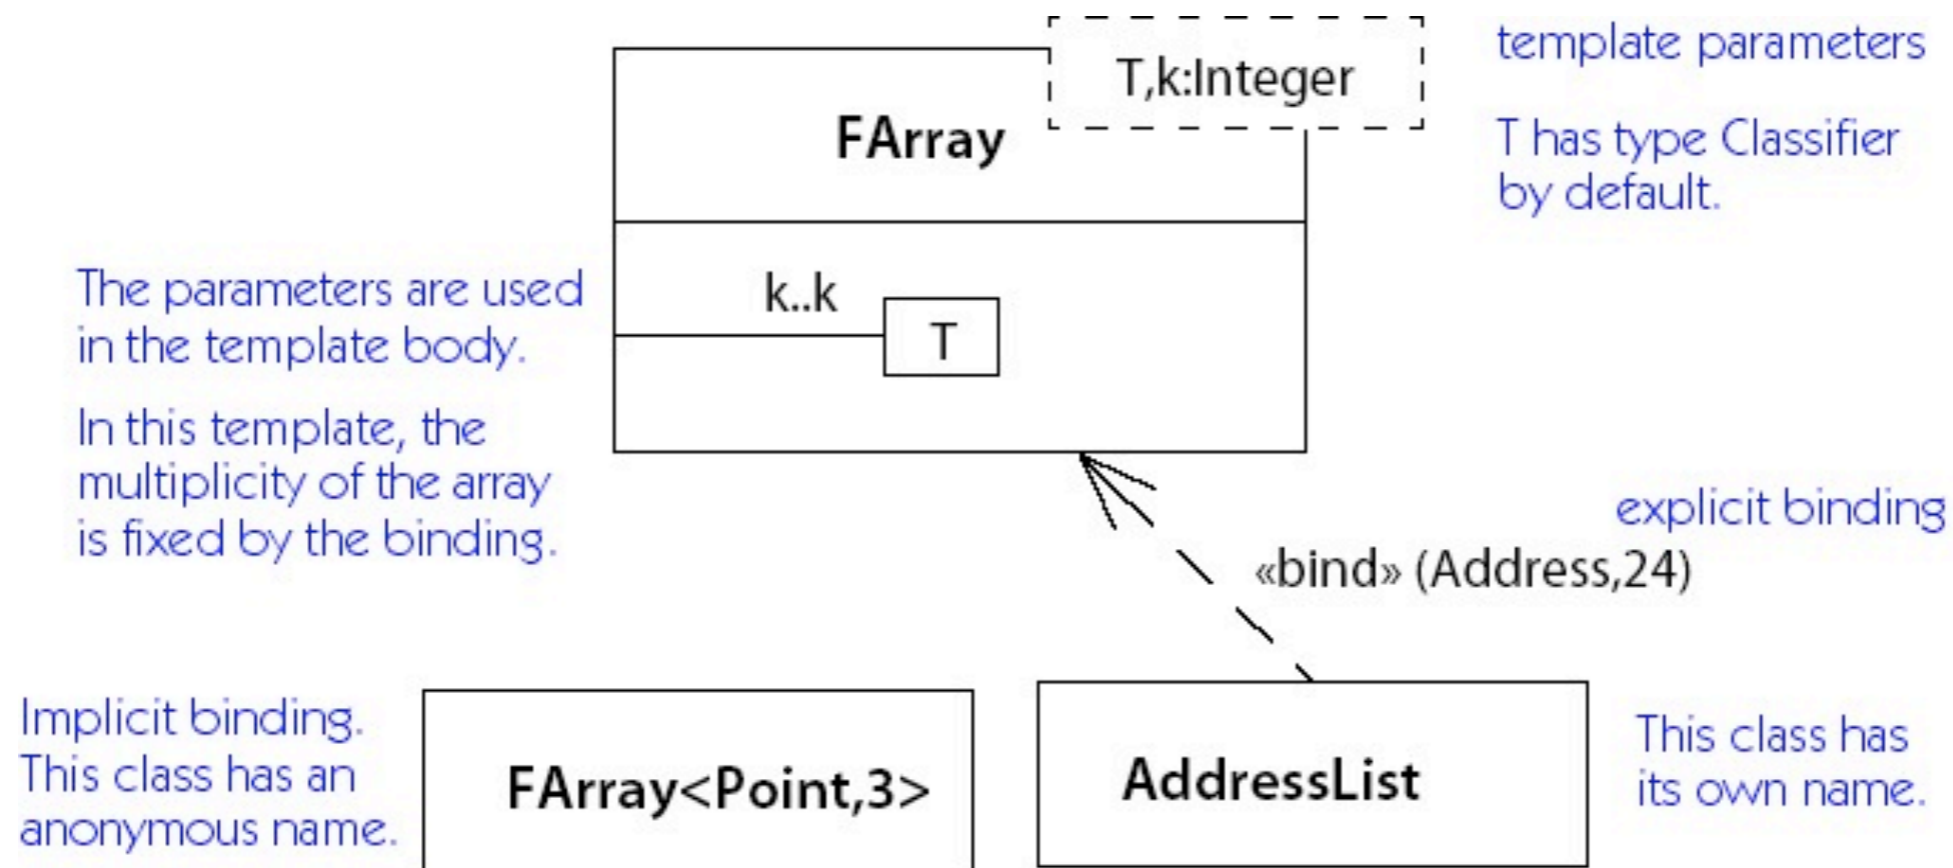 template parameters
T,k:Integer
FArray
T has type Classifier
by default.
The parameters are used
in the template body.
k..k
T
In this template, the
multiplicity of the array
is fixed by the binding.
explicit binding
«bind» (Address,24)
Implicit binding.
This class has an
anonymous name.
FArray<Point,3>
AddressList
This class has
its own name.